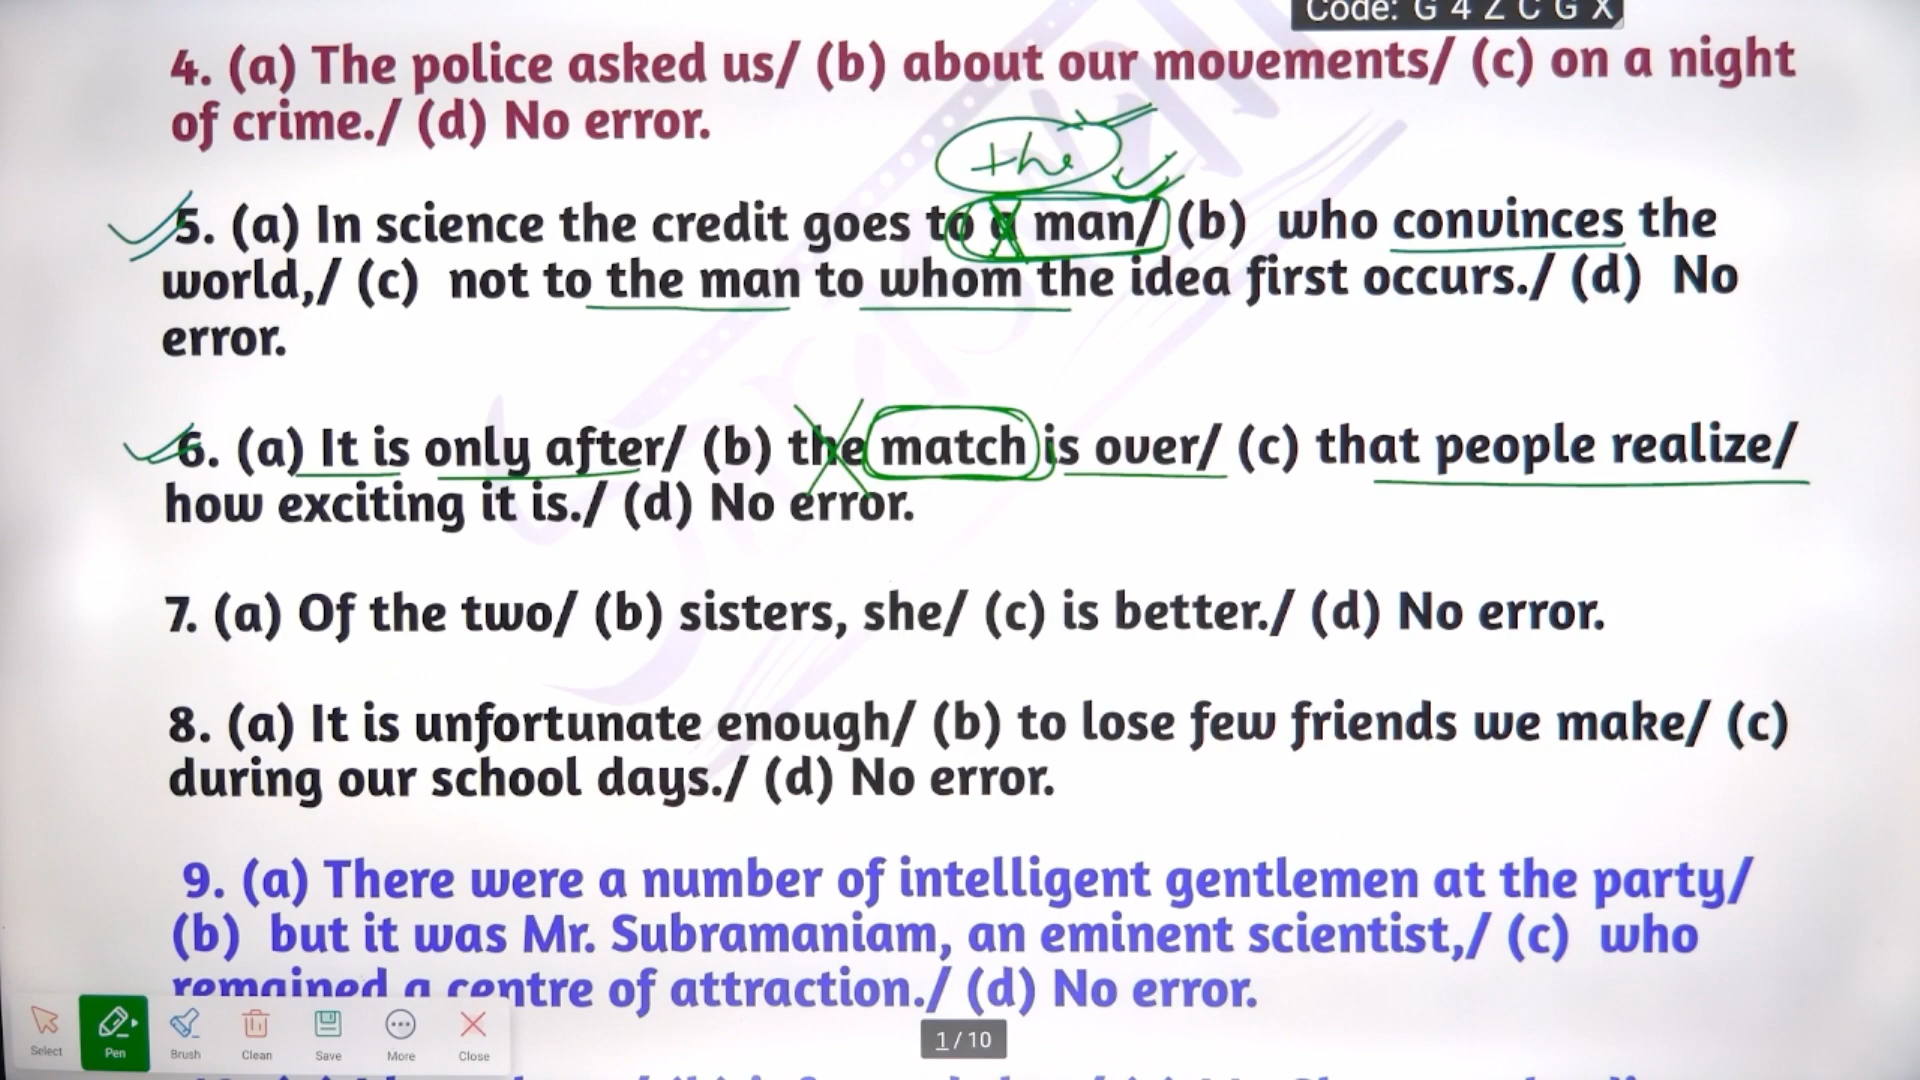 Code: G 4 Z C G X
4. (a) The police asked us/ (b) about our movements/ (c) on a night
of crime./ (d) No error.
the
5. (a) In science the credit goes to a man/ (b) who convinces the
world,/ (c) not to the man to whom the idea first occurs./ (d) No
error.
6. (a) It is only after/ (b) the match is over/ (c) that people realize/
how exciting it is./ (d) No error.
7. (a) Of the two/ (b) sisters, she/ (c) is better./ (d) No error.
8. (a) It is unfortunate enough/ (b) to lose few friends we make/ (c)
during our school days./ (d) No error.
9. (a) There were a number of intelligent gentlemen at the party/
(b) but it was Mr. Subramaniam, an eminent scientist,/ (c) who
remained a centre of attraction./ (d) No error.
Select Pen Brush Clean Save More Close
1 / 10